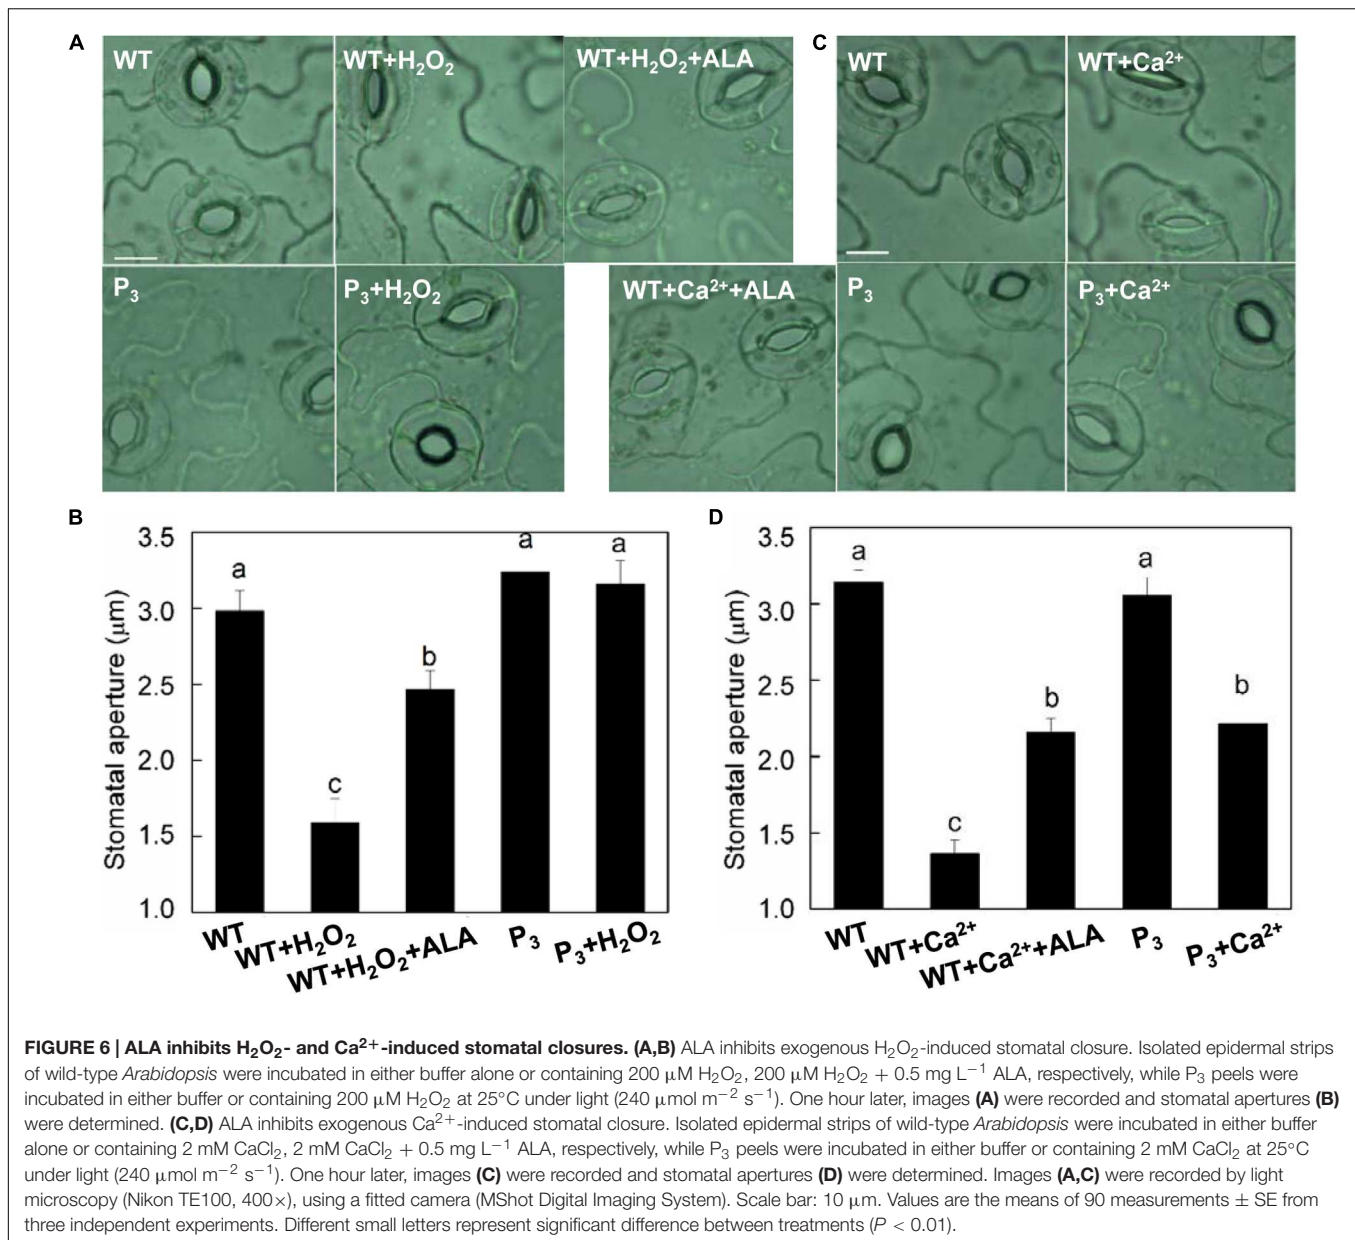 A
WT
WT+H₂O₂
WT+H₂O₂+ALA
P₃
P₃+H₂O₂
C
WT
WT+Ca²⁺
WT+Ca²⁺+ALA
P₃
P₃+Ca²⁺
B
Stomatal aperture (μm)
3.5
3.0
2.5
2.0
1.5
1.0
a
c
b
a
a
WT
WT+H₂O₂
WT+H₂O₂+ALA
P₃
P₃+H₂O₂
D
Stomatal aperture (μm)
3.5
3.0
2.5
2.0
1.5
1.0
a
c
b
a
b
WT
WT+Ca²⁺
WT+Ca²⁺+ALA
P₃
P₃+Ca²⁺
FIGURE 6 | ALA inhibits H₂O₂- and Ca²⁺-induced stomatal closures. (A,B) ALA inhibits exogenous H₂O₂-induced stomatal closure. Isolated epidermal strips
of wild-type Arabidopsis were incubated in either buffer alone or containing 200 μM H₂O₂, 200 μM H₂O₂ + 0.5 mg L⁻¹ ALA, respectively, while P₃ peels were
incubated in either buffer or containing 200 μM H₂O₂ at 25°C under light (240 μmol m⁻² s⁻¹). One hour later, images (A) were recorded and stomatal apertures (B)
were determined. (C,D) ALA inhibits exogenous Ca²⁺-induced stomatal closure. Isolated epidermal strips of wild-type Arabidopsis were incubated in either buffer
alone or containing 2 mM CaCl₂, 2 mM CaCl₂ + 0.5 mg L⁻¹ ALA, respectively, while P₃ peels were incubated in either buffer or containing 2 mM CaCl₂ at 25°C
under light (240 μmol m⁻² s⁻¹). One hour later, images (C) were recorded and stomatal apertures (D) were determined. Images (A,C) were recorded by light
microscopy (Nikon TE100, 400×), using a fitted camera (MShot Digital Imaging System). Scale bar: 10 μm. Values are the means of 90 measurements ± SE from
three independent experiments. Different small letters represent significant difference between treatments (P < 0.01).